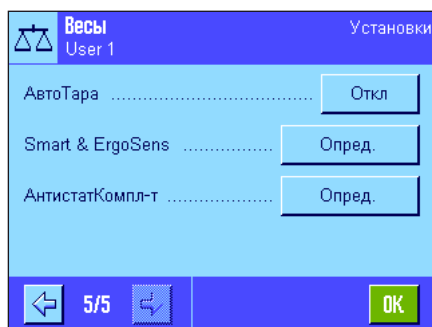 Весы Установки
User 1
АвтоТара ...................................... Откл
Smart & ErgoSens ................. Опред.
АнтистатКомпл-т .................... Опред.
5/5 OK